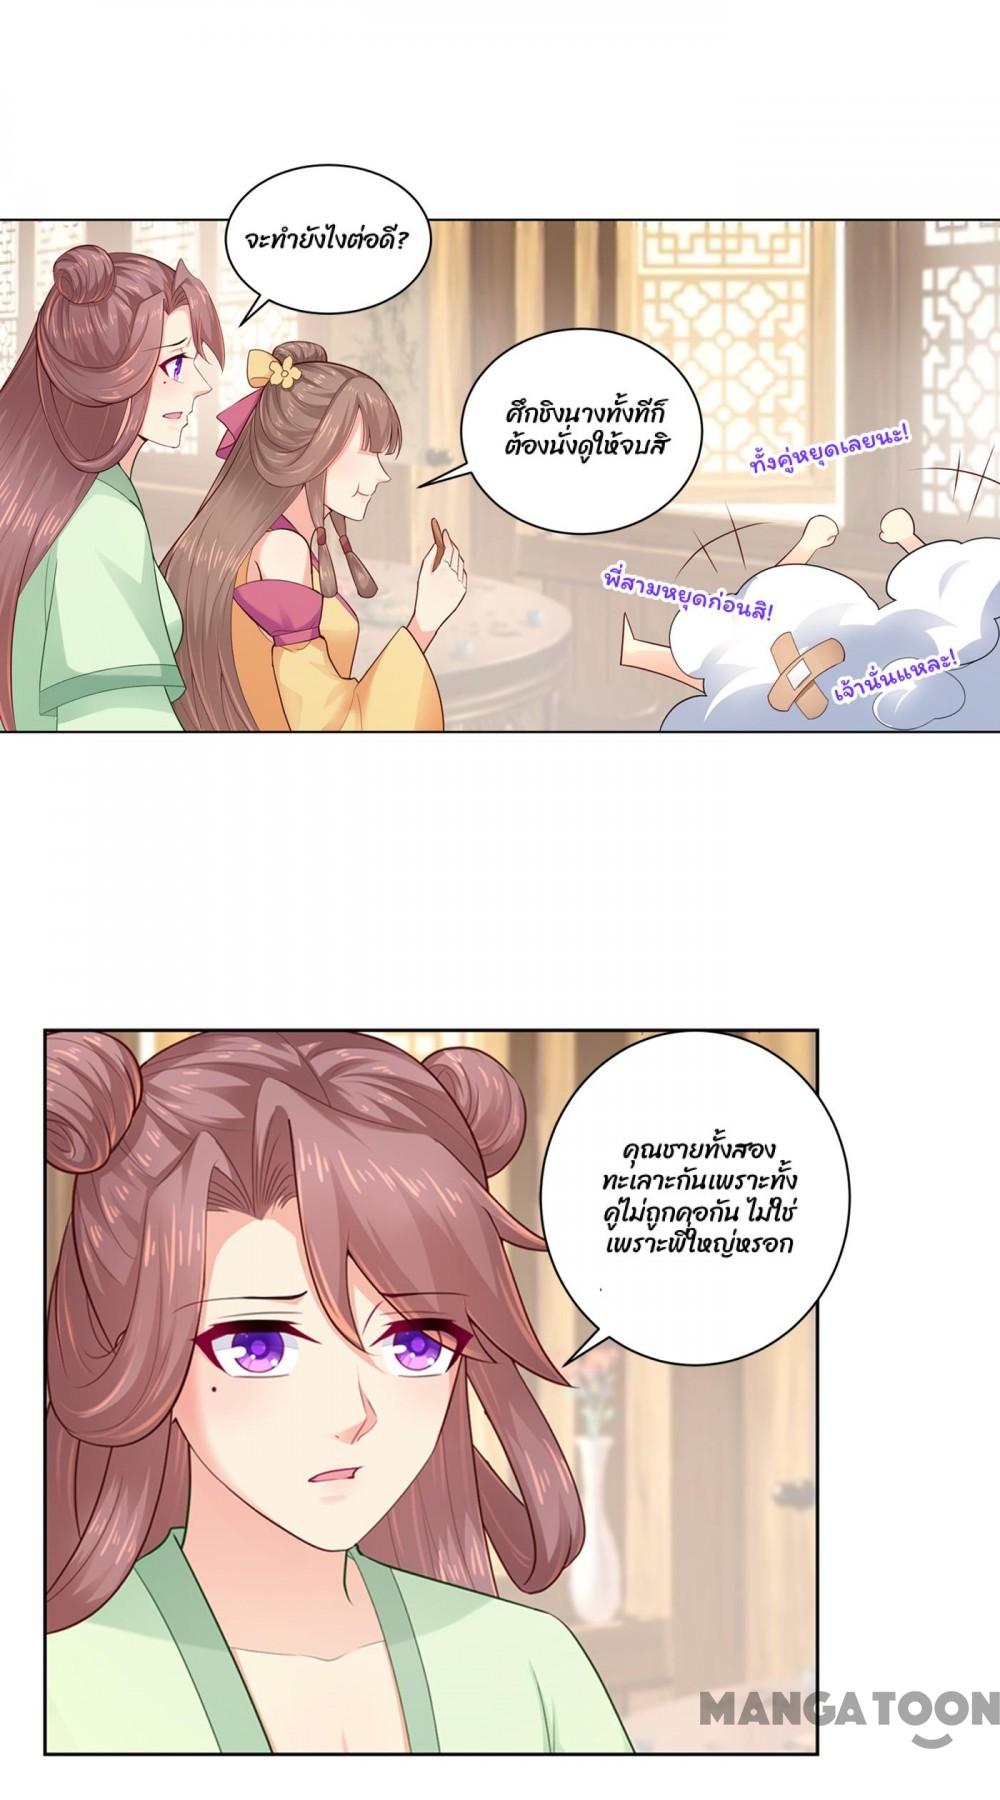 จะทำยังไงต่อดี?
ศึกชิงนางทั้งทีก็
ต้องนั่งดูให้จบสิ
ทั้งคู่หยุดเลยนะ!
พี่สามหยุดก่อนสิ!
เจ้านั่นแหละ!
คุณชายทั้งสอง
ทะเลาะกันเพราะทั้ง
คู่ไม่ถูกคอกัน ไม่ใช่
เพราะพี่ใหญ่หรอก
MANGATOON